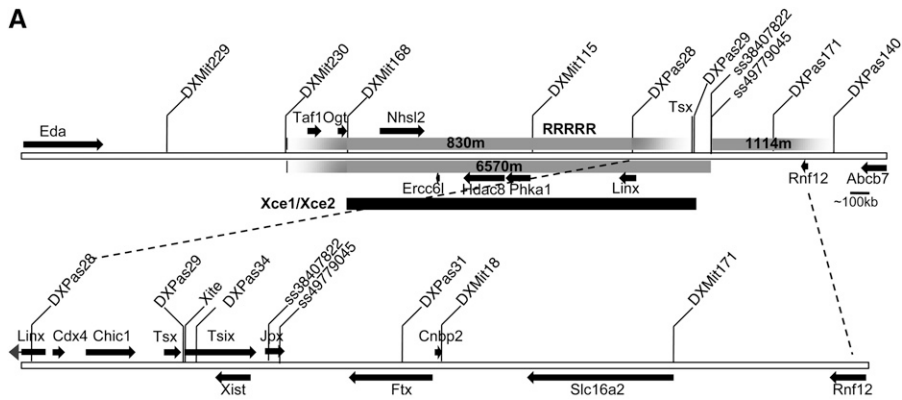 A
DXMit229
DXMit230
DXMit168
DXMit115
DXPas28
DXPas29
ss38407822
ss49779045
DXPas171
DXPas140
Eda
Taf1
Ogt
Nhsl2
RRRRR
Tsx
830m
1114m
6570m
Ercc6l
Hdac8
Phka1
Linx
Rnf12
Abcb7
~100kb
Xce1/Xce2
DXPas28
DXPas29
Xite
DXPas34
ss38407822
ss49779045
DXPas31
DXMit18
DXMit171
Linx
Cdx4
Chic1
Tsx
Tsix
Jpx
Cnbp2
Xist
Ftx
Slc16a2
Rnf12